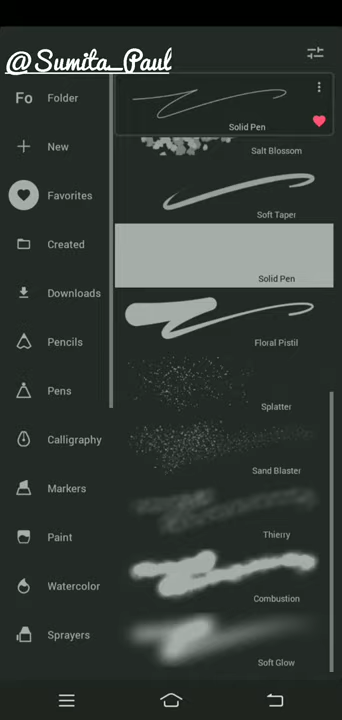 @Sumita_Paul
Fo Folder
New
Favorites
Created
Downloads
Pencils
Pens
Calligraphy
Markers
Paint
Watercolor
Sprayers
Solid Pen
Salt Blossom
Soft Taper
Solid Pen
Floral Pistil
Splatter
Sand Blaster
Thierry
Combustion
Soft Glow